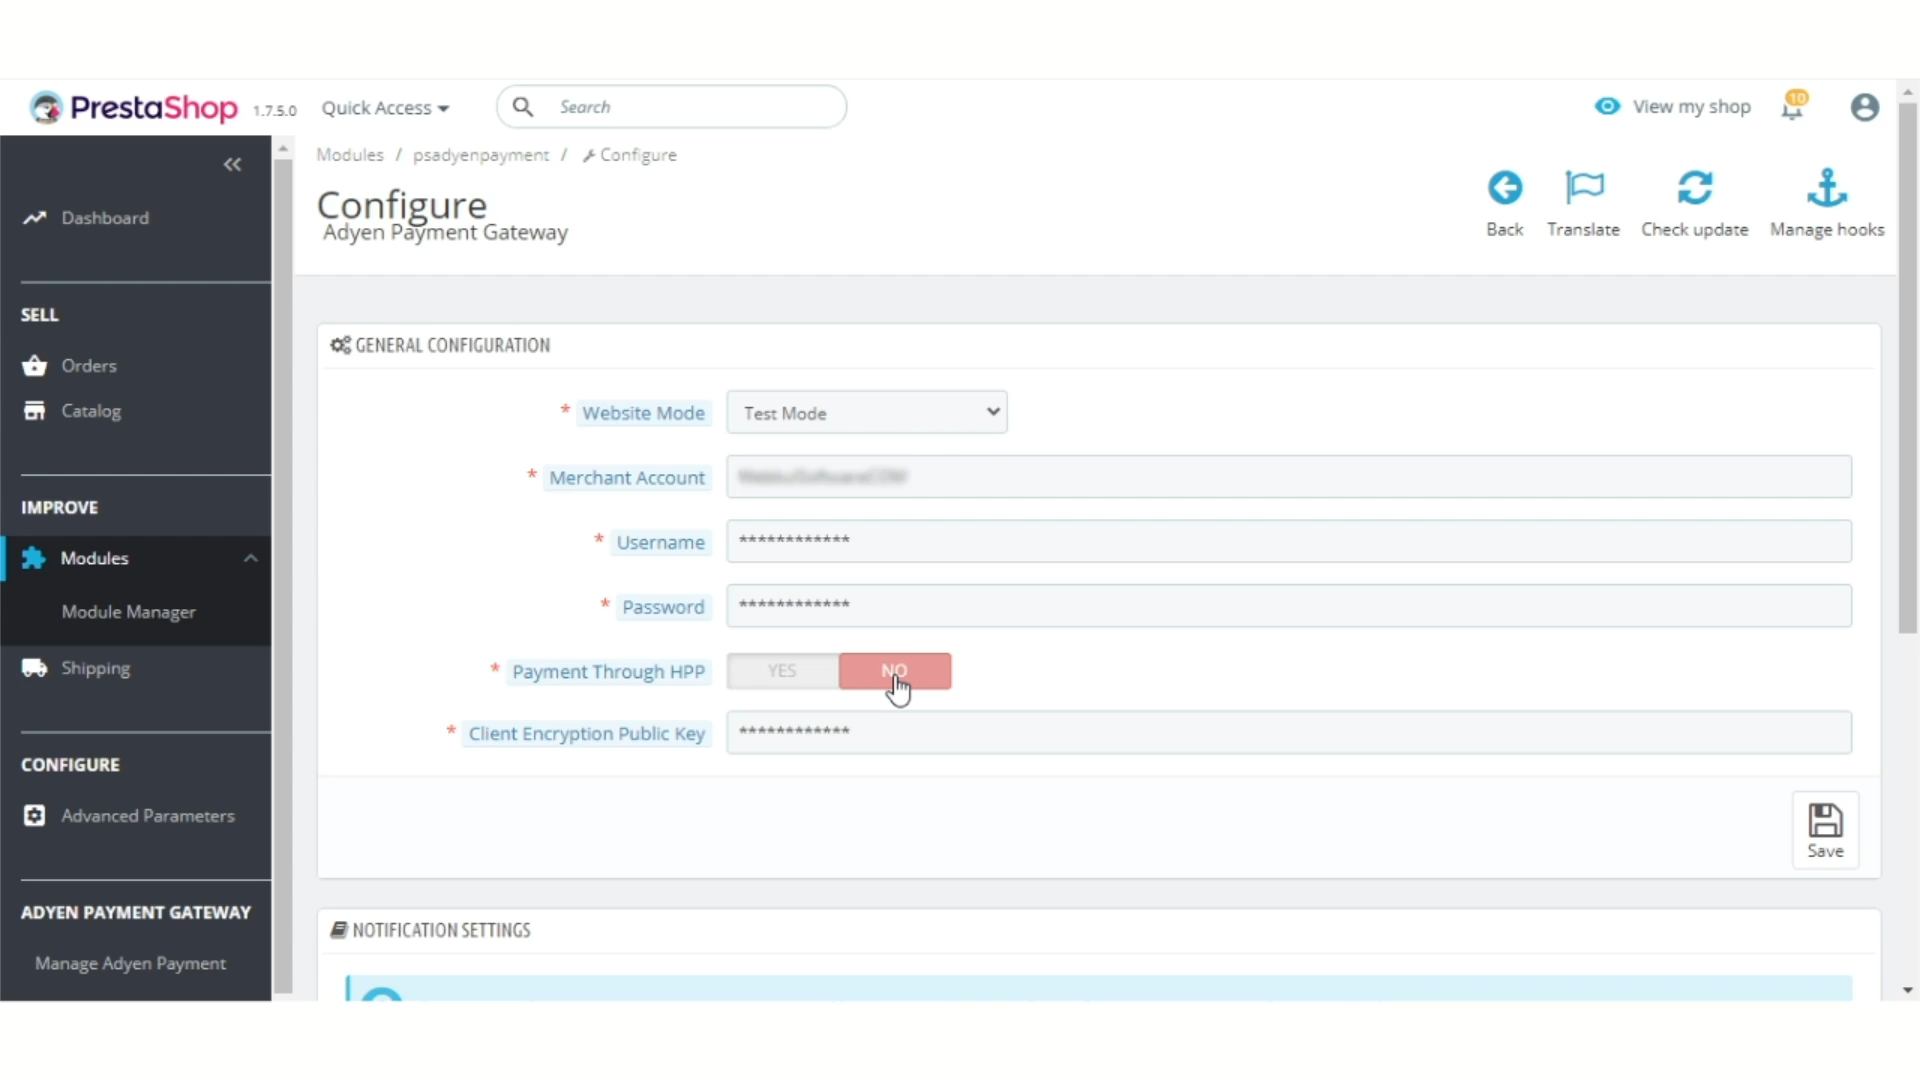 PrestaShop 1.7.5.0 Quick Access Search View my shop 10
Modules / psadyenpayment / Configure
Configure
Adyen Payment Gateway
Back Translate Check update Manage hooks
Dashboard
SELL
Orders
Catalog
IMPROVE
Modules
Module Manager
Shipping
CONFIGURE
Advanced Parameters
ADYEN PAYMENT GATEWAY
Manage Adyen Payment
GENERAL CONFIGURATION
* Website Mode Test Mode
* Merchant Account
* Username ************
* Password ************
* Payment Through HPP YES NO
* Client Encryption Public Key ************
Save
NOTIFICATION SETTINGS